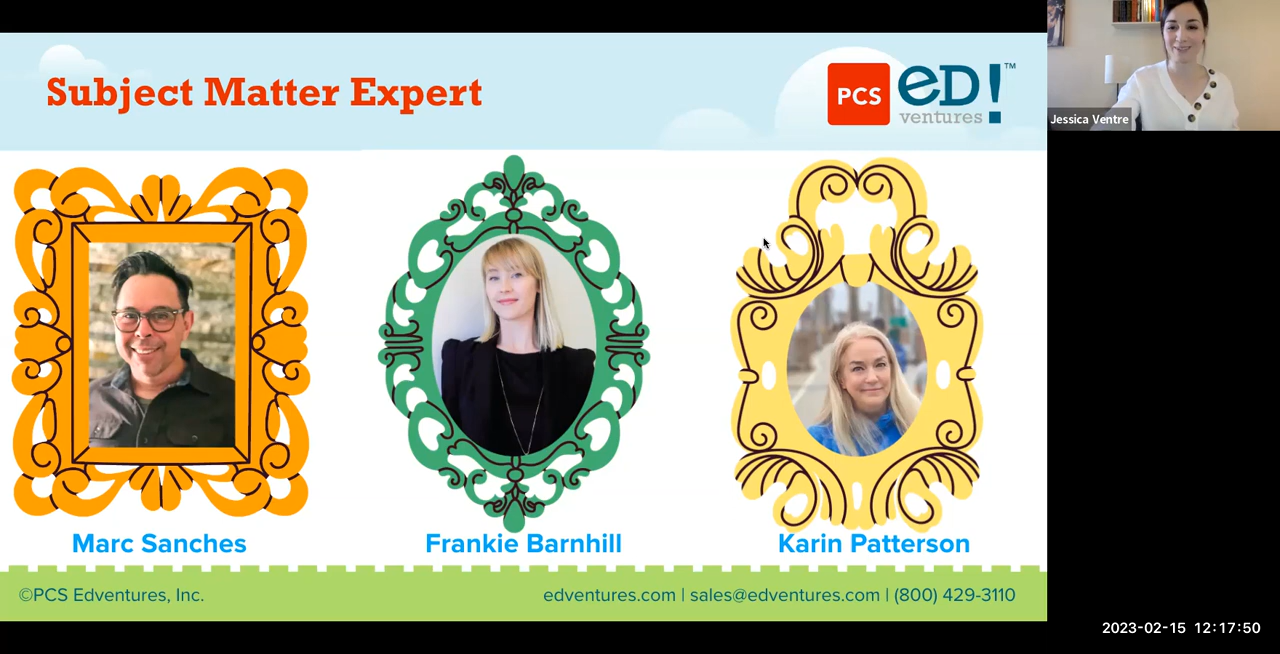 Subject Matter Expert
PCS
eD!™
ventures
Jessica Ventre
Marc Sanches
Frankie Barnhill
Karin Patterson
©PCS Edventures, Inc.
edventures.com | sales@edventures.com | (800) 429-3110
2023-02-15 12:17:50